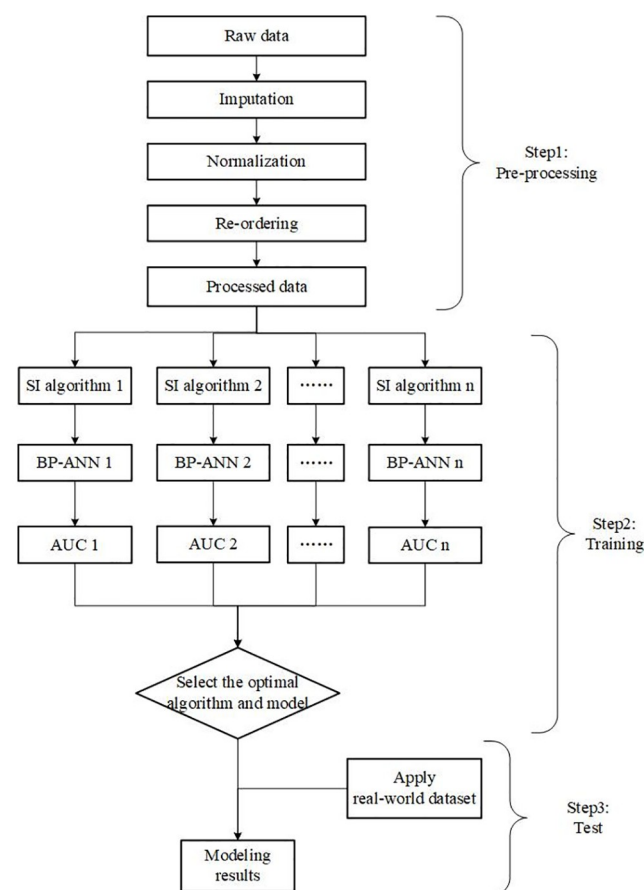 Raw data
Imputation
Normalization
Re-ordering
Processed data
Step1:
Pre-processing
SI algorithm 1
SI algorithm 2
······
SI algorithm n
BP-ANN 1
BP-ANN 2
······
BP-ANN n
AUC 1
AUC 2
······
AUC n
Step2:
Training
Select the optimal
algorithm and model
Apply
real-world dataset
Step3:
Test
Modeling
results